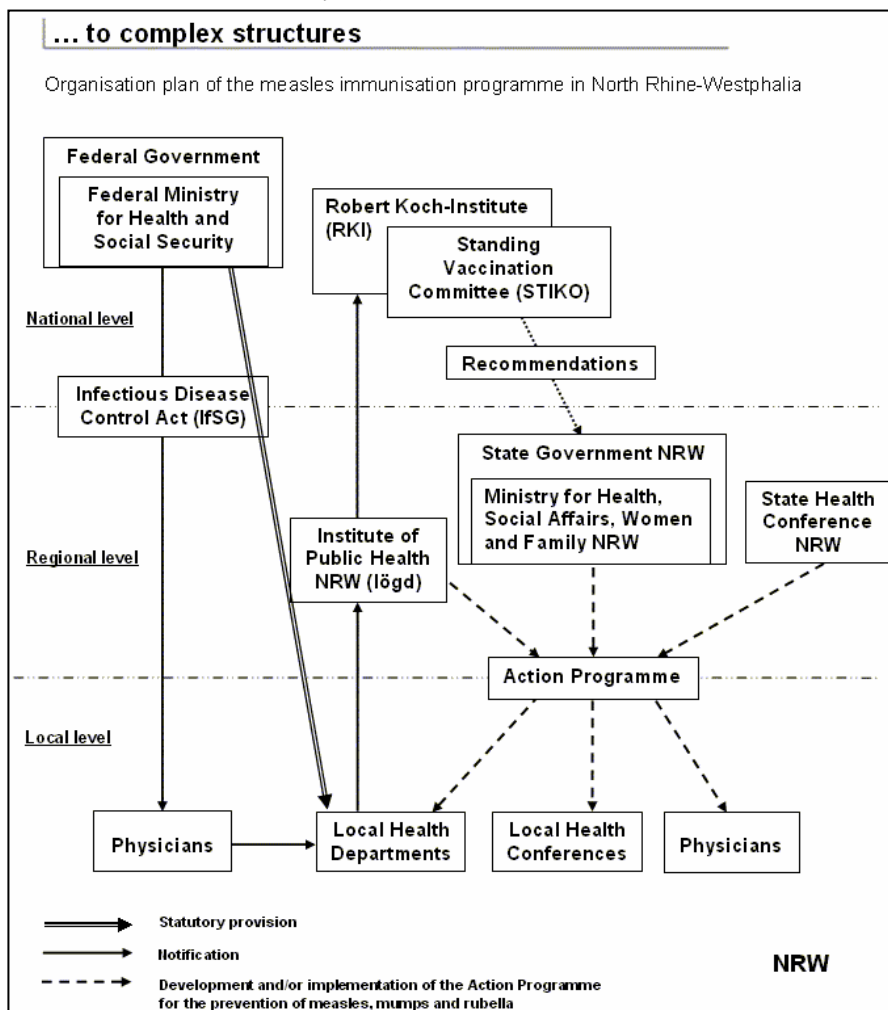 ... to complex structures
Organisation plan of the measles immunisation programme in North Rhine-Westphalia
Federal Government
Federal Ministry
for Health and
Social Security
Robert Koch-Institute
(RKI)
Standing
Vaccination
Committee (STIKO)
National level
Recommendations
Infectious Disease
Control Act (IfSG)
State Government NRW
Ministry for Health,
Social Affairs, Women
and Family NRW
State Health
Conference
NRW
Institute of
Public Health
NRW (lögd)
Regional level
Action Programme
Local level
Physicians
Local Health
Departments
Local Health
Conferences
Physicians
Statutory provision
Notification
Development and/or implementation of the Action Programme
for the prevention of measles, mumps and rubella
NRW